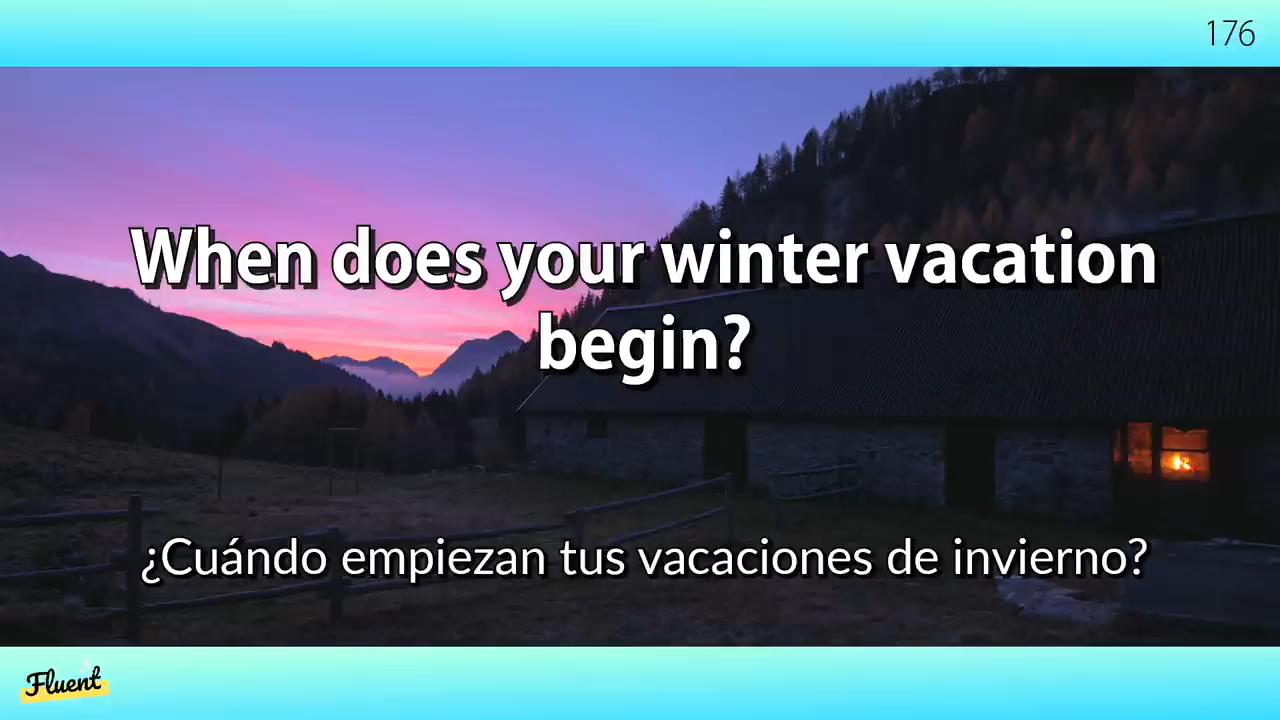 176
When does your winter vacation
begin?
¿Cuándo empiezan tus vacaciones de invierno?
Fluent